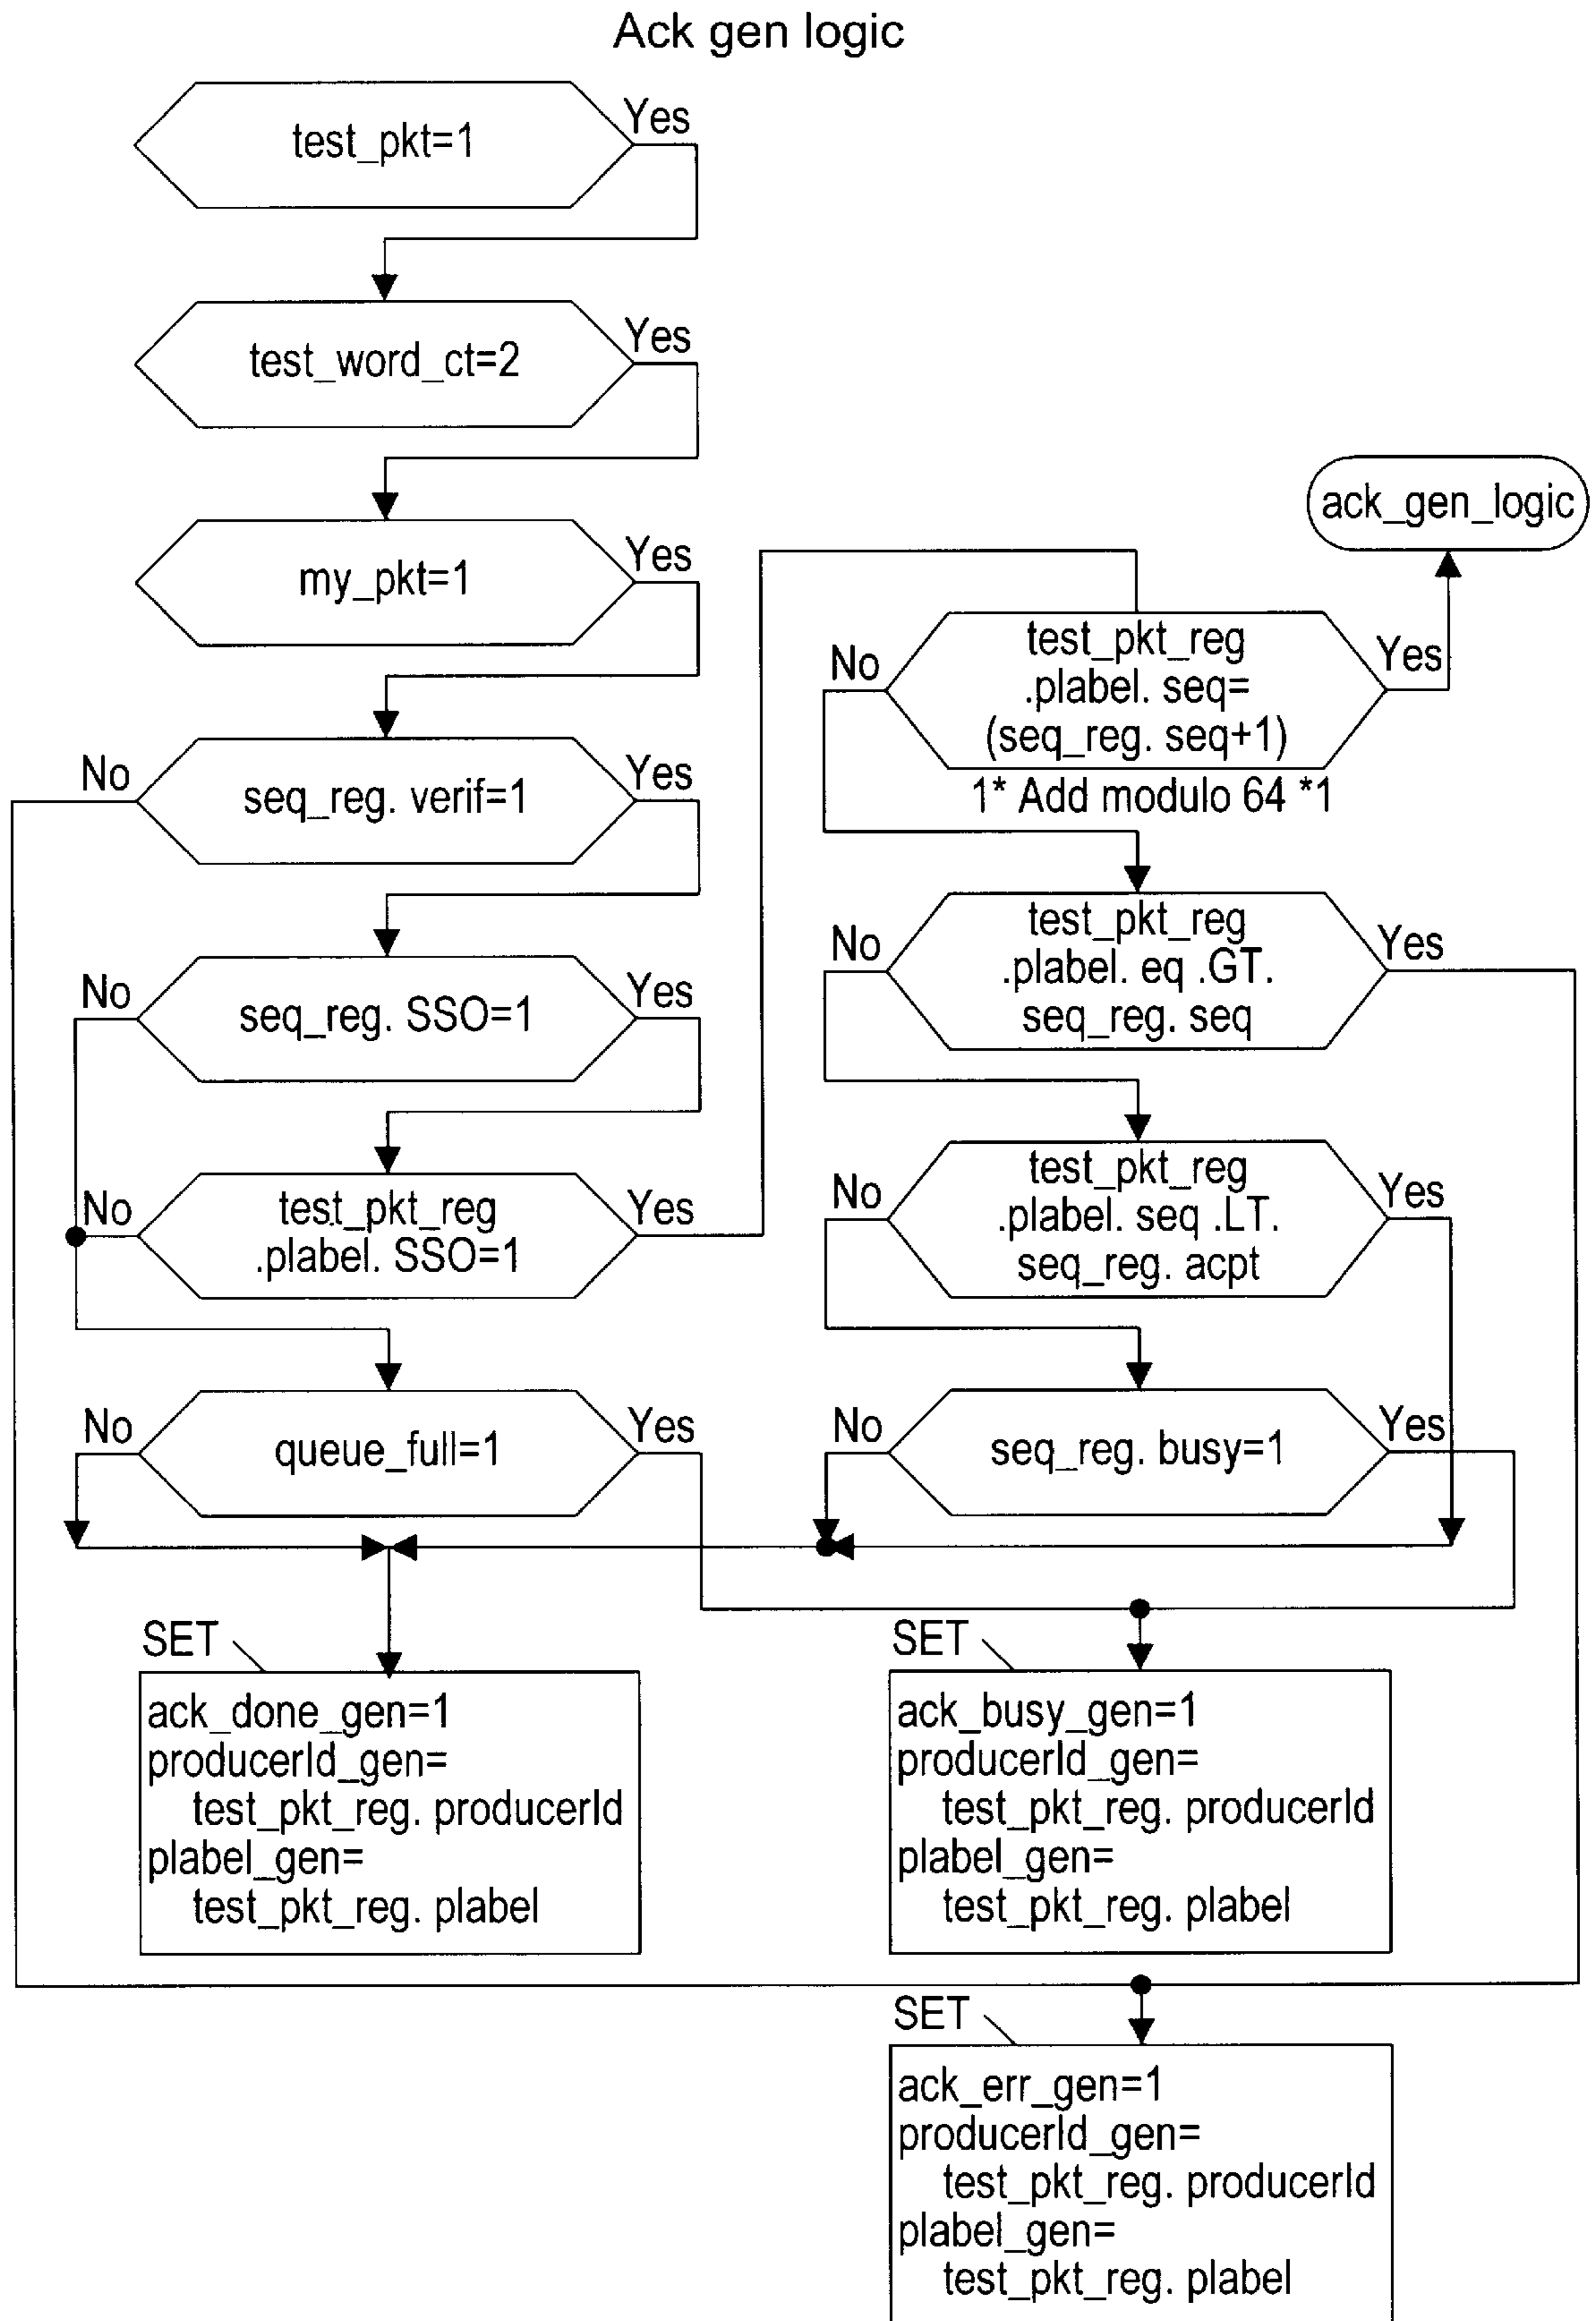 Ack gen logic
test_pkt=1
Yes
test_word_ct=2
Yes
my_pkt=1
Yes
No
seq_reg. verif=1
Yes
No
seq_reg. SSO=1
Yes
No
test_pkt_reg
.plabel. SSO=1
Yes
No
queue_full=1
Yes
ack_gen_logic
No
test_pkt_reg
.plabel. seq=
(seq_reg. seq+1)
Yes
1* Add modulo 64 *1
No
test_pkt_reg
.plabel. eq .GT.
seq_reg. seq
Yes
No
test_pkt_reg
.plabel. seq .LT.
seq_reg. acpt
Yes
No
seq_reg. busy=1
Yes
SET
ack_done_gen=1
producerId_gen=
test_pkt_reg. producerId
plabel_gen=
test_pkt_reg. plabel
SET
ack_busy_gen=1
producerId_gen=
test_pkt_reg. producerId
plabel_gen=
test_pkt_reg. plabel
SET
ack_err_gen=1
producerId_gen=
test_pkt_reg. producerId
plabel_gen=
test_pkt_reg. plabel